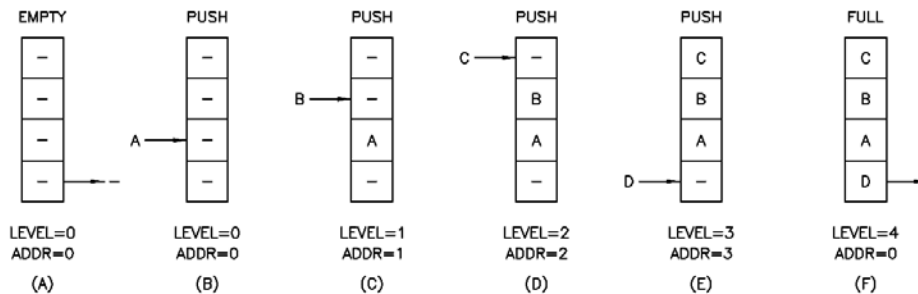 EMPTY PUSH PUSH PUSH PUSH FULL
– – – – C C
– – – B B B
– – A A A A
– – – – – D
–
A
B
C
D
LEVEL=0 LEVEL=0 LEVEL=1 LEVEL=2 LEVEL=3 LEVEL=4
ADDR=0 ADDR=0 ADDR=1 ADDR=2 ADDR=3 ADDR=0
(A) (B) (C) (D) (E) (F)